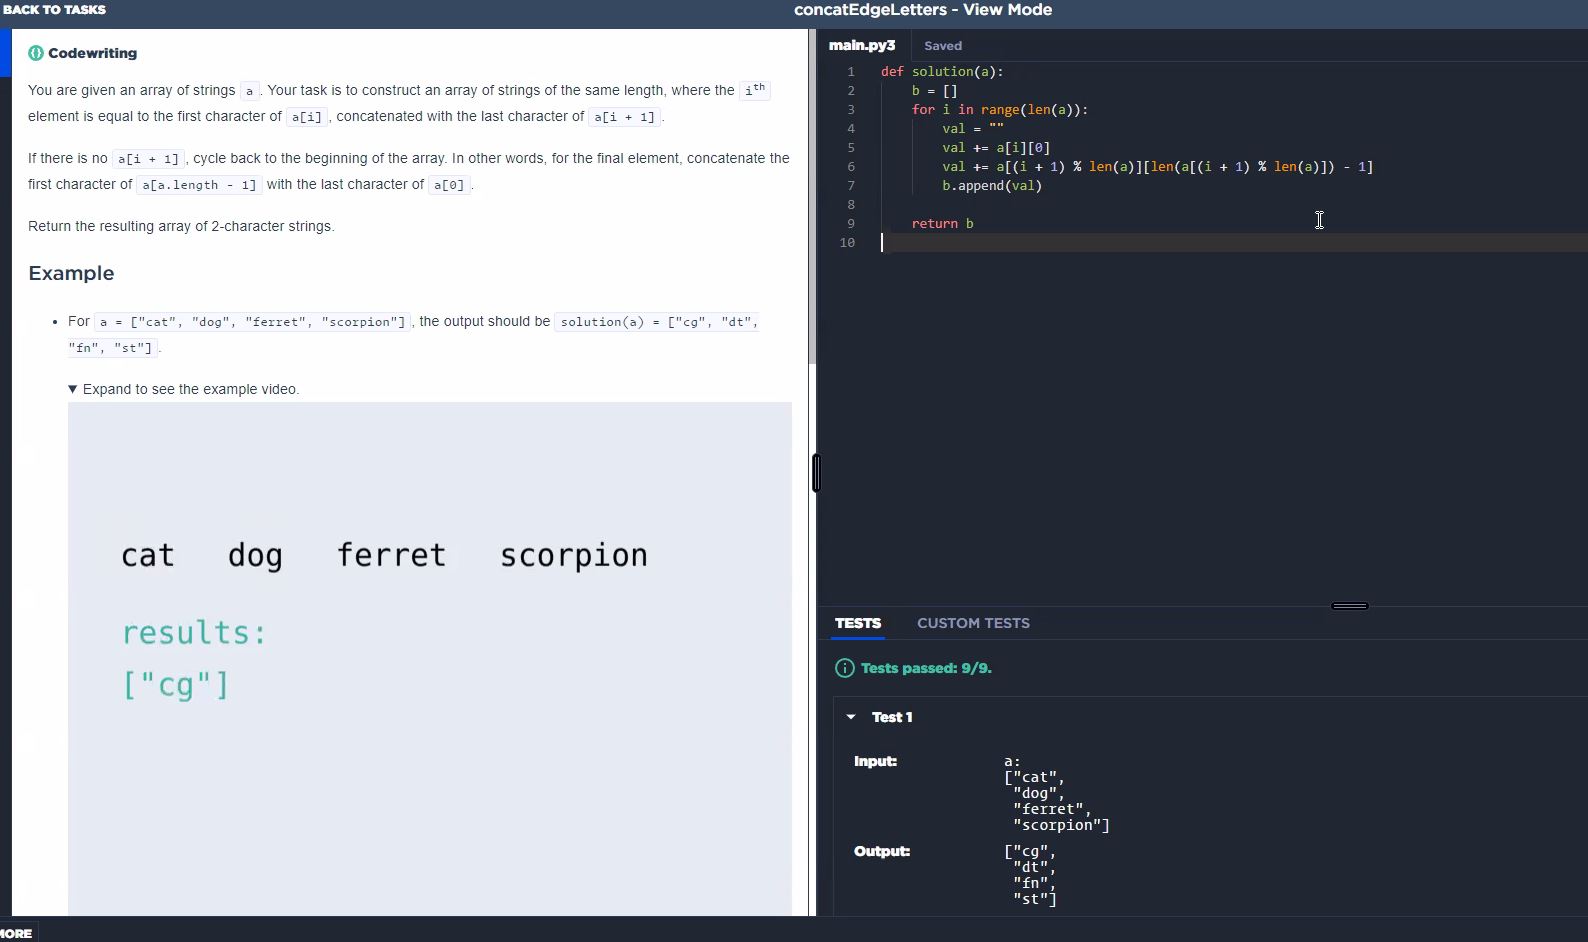 BACK TO TASKS
concatEdgeLetters - View Mode
Codewriting
You are given an array of strings a . Your task is to construct an array of strings of the same length, where the ith
element is equal to the first character of a[i] , concatenated with the last character of a[i + 1] .
If there is no a[i + 1] , cycle back to the beginning of the array. In other words, for the final element, concatenate the
first character of a[a.length - 1] with the last character of a[0] .
Return the resulting array of 2-character strings.
Example
• For a = ["cat", "dog", "ferret", "scorpion"] , the output should be solution(a) = ["cg", "dt",
"fn", "st"] .
▼ Expand to see the example video.
cat dog ferret scorpion
results:
["cg"]
main.py3 Saved
1 def solution(a):
2 b = []
3 for i in range(len(a)):
4 val = ""
5 val += a[i][0]
6 val += a[(i + 1) % len(a)][len(a[(i + 1) % len(a)]) - 1]
7 b.append(val)
8
9 return b
10
TESTS CUSTOM TESTS
Tests passed: 9/9.
Test 1
Input: a:
["cat",
"dog",
"ferret",
"scorpion"]
Output: ["cg",
"dt",
"fn",
"st"]
MORE